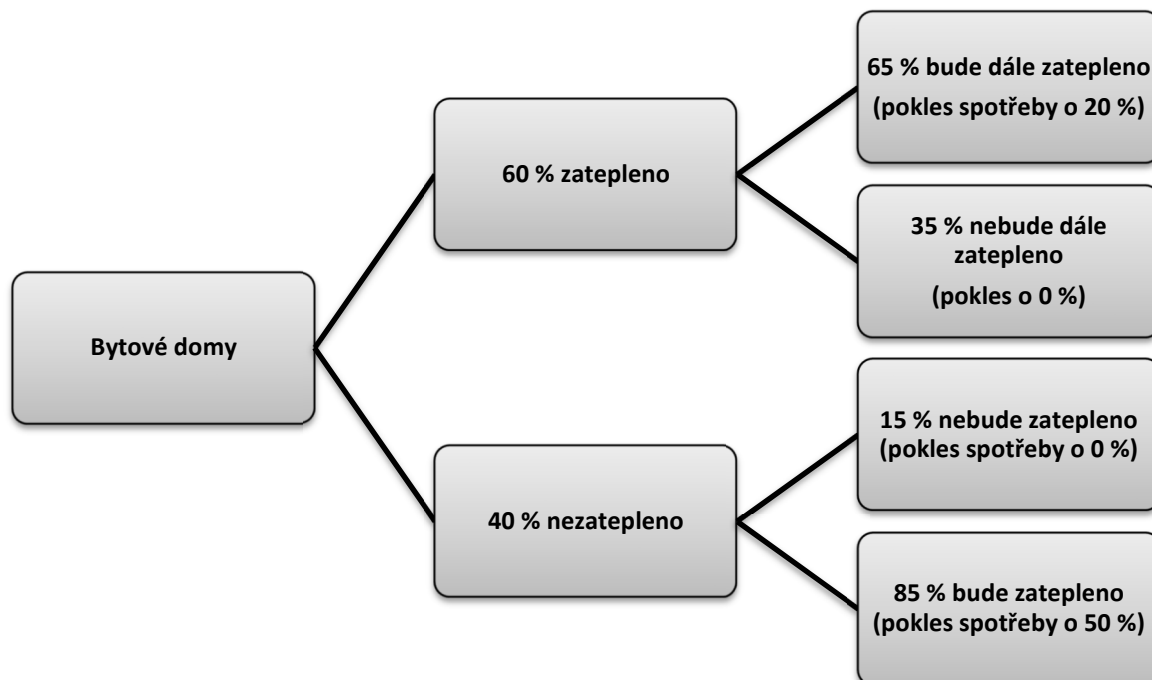 65 % bude dále zatepleno
(pokles spotřeby o 20 %)
60 % zatepleno
35 % nebude dále
zatepleno
(pokles o 0 %)
Bytové domy
15 % nebude zatepleno
(pokles spotřeby o 0 %)
40 % nezatepleno
85 % bude zatepleno
(pokles spotřeby o 50 %)